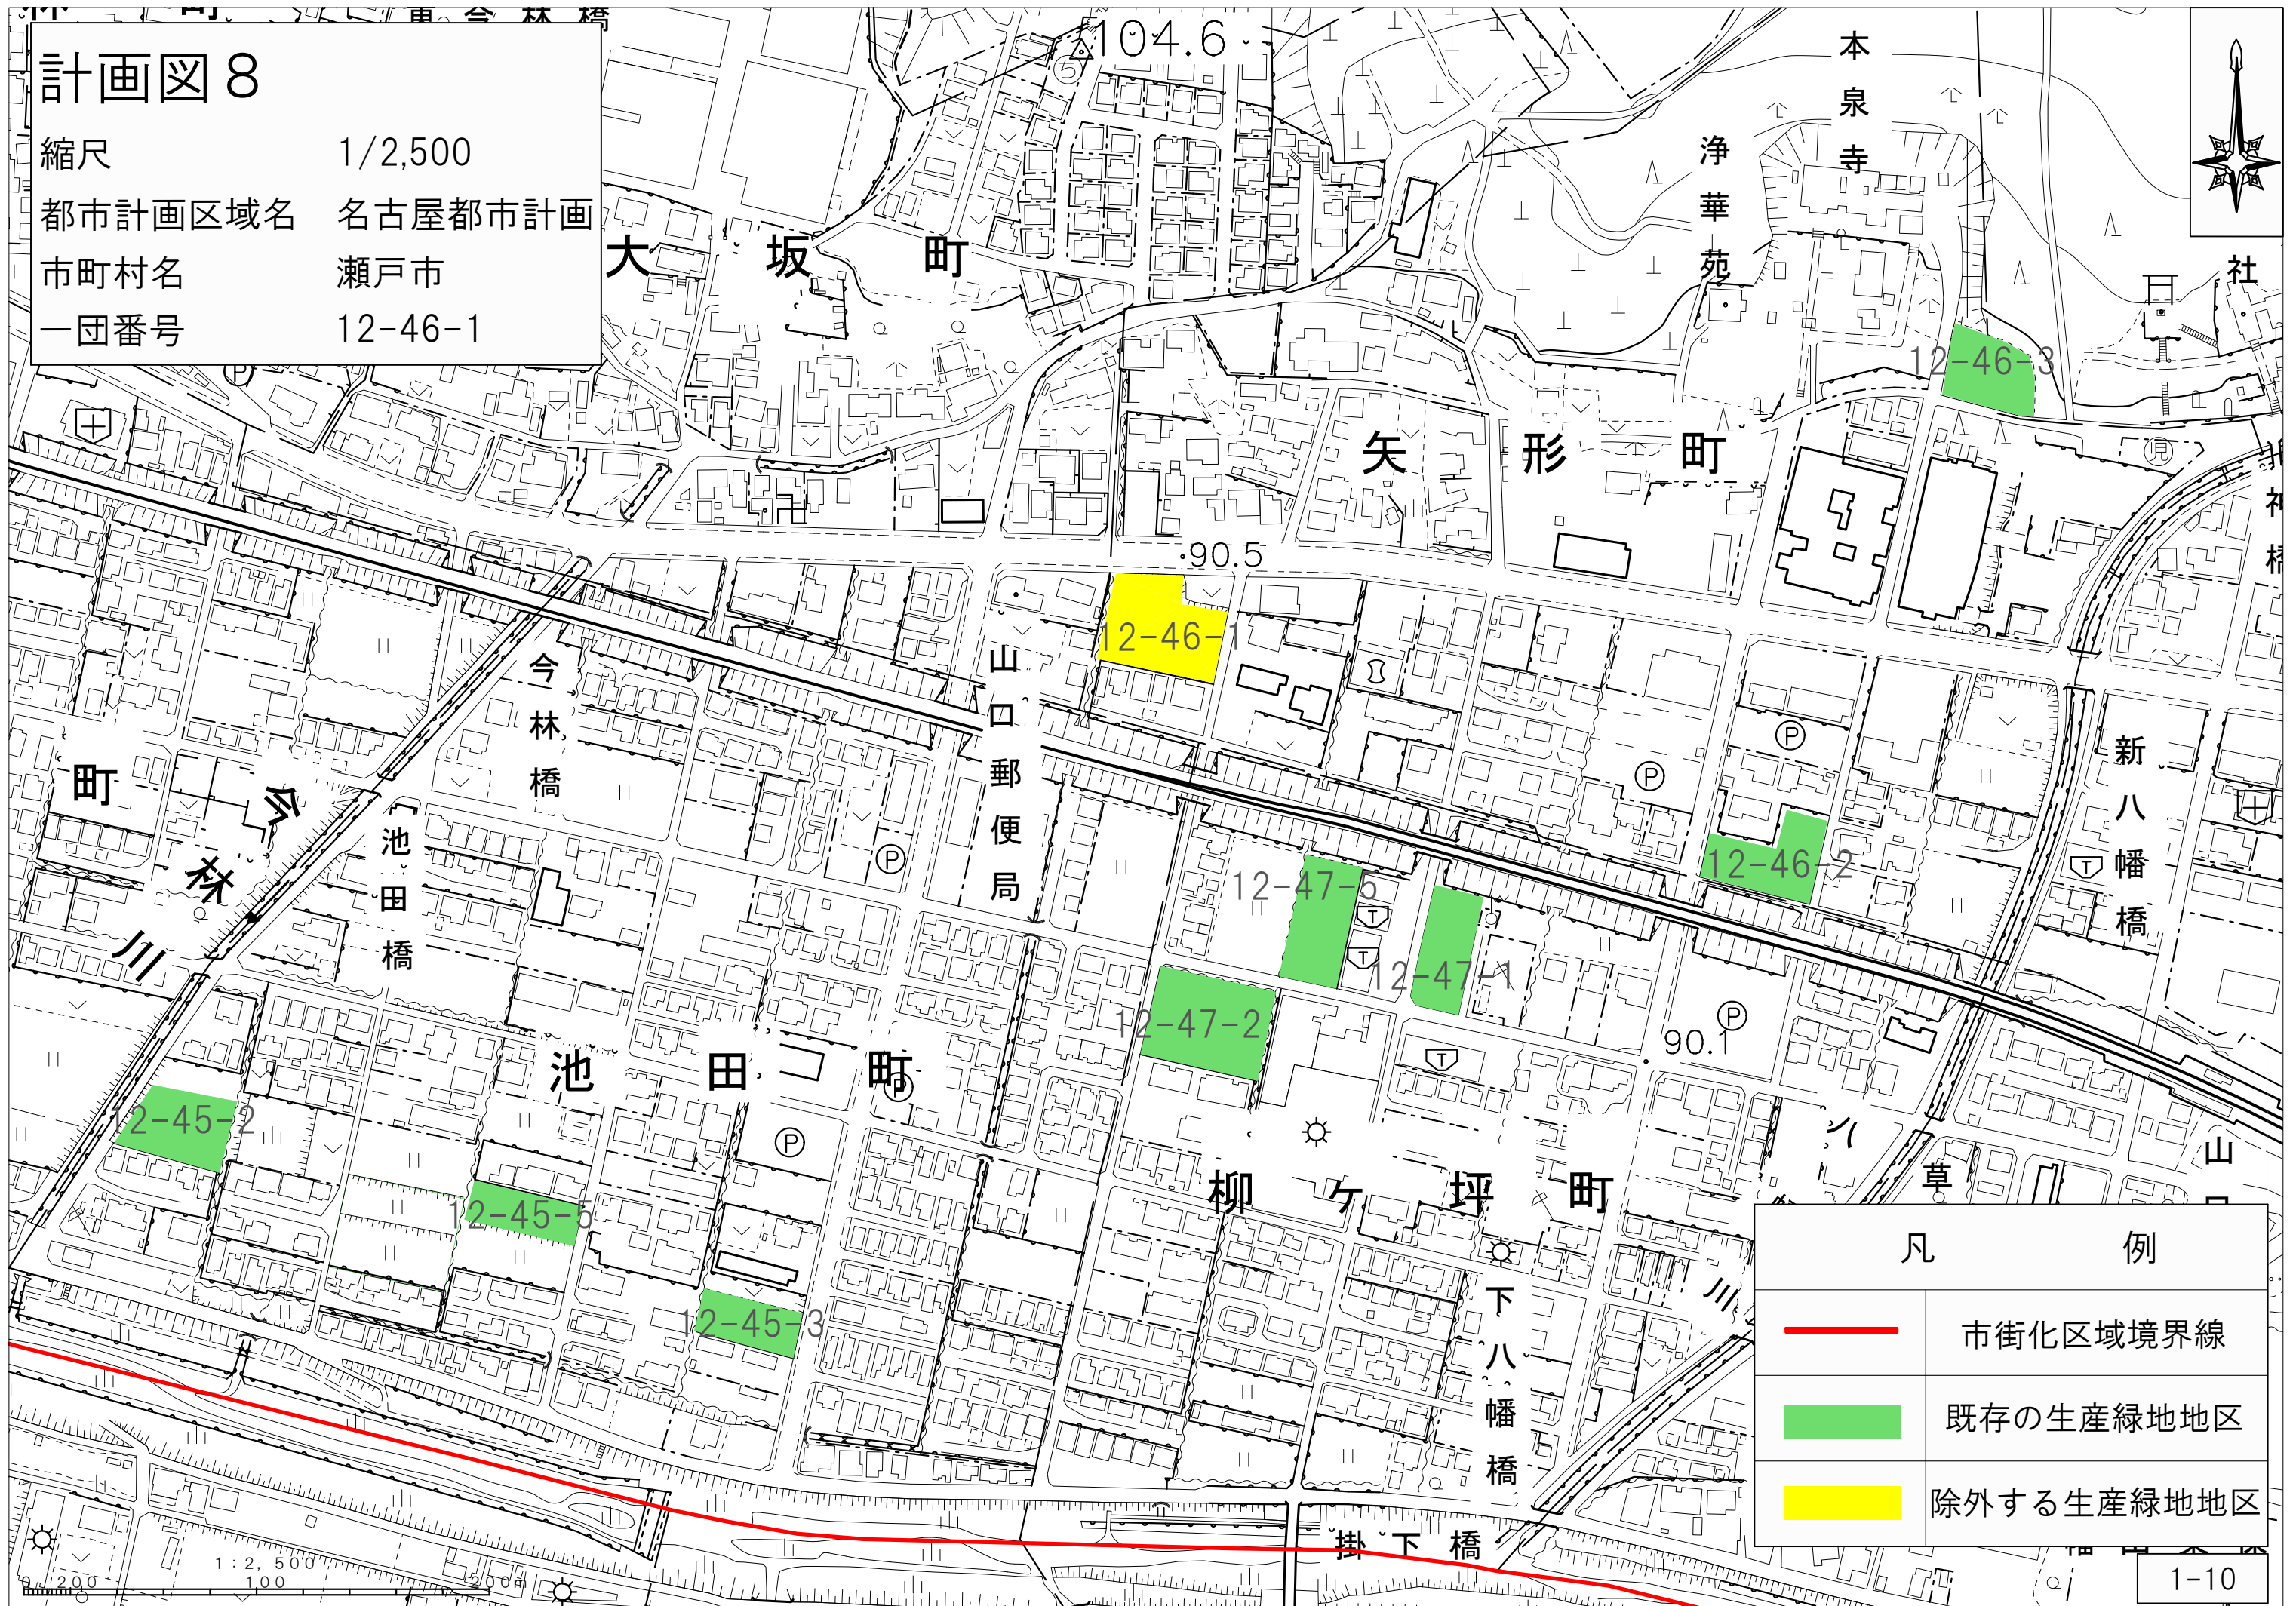 計画図８
縮尺 1/2,500
都市計画区域名 名古屋都市計画
市町村名 瀬戸市
一団番号 12-46-1
104.6
本泉寺
浄華苑
社
大坂町
12-46-3
矢形町
90.5
12-46-1
今林橋
山口郵便局
町
今林川
池田橋
新八幡橋
12-46-2
12-47-5
12-47-1
12-47-2
90.1
池田町
12-45-2
12-45-5
12-45-3
柳ヶ坪町
草
川
下八幡橋
掛下橋
凡例
市街化区域境界線
既存の生産緑地地区
除外する生産緑地地区
1:2,500
0 200 100 200m
1-10